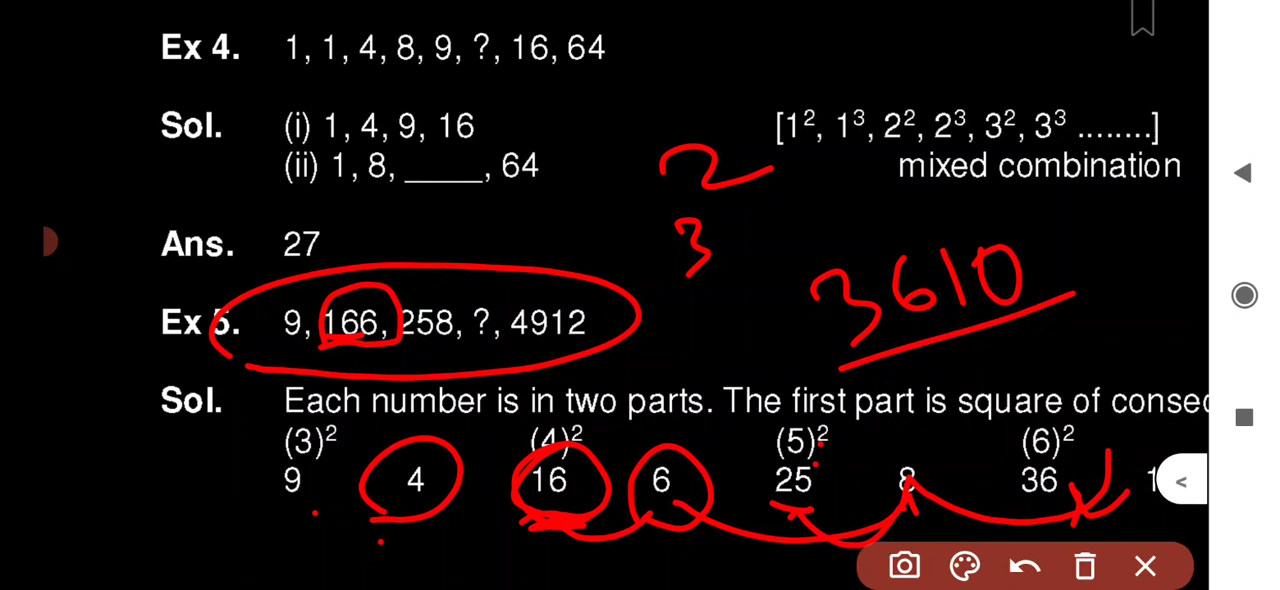 Ex 4. 1, 1, 4, 8, 9, ?, 16, 64
Sol. (i) 1, 4, 9, 16 [1², 1³, 2², 2³, 3², 3³ ........]
(ii) 1, 8, _____, 64 mixed combination
2
3
Ans. 27
3610
Ex 5. 9, 166, 258, ?, 4912
Sol. Each number is in two parts. The first part is square of consec
(3)² (4)² (5)² (6)²
9 4 16 6 25 8 36 1
<